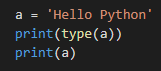 a = 'Hello Python'
print(type(a))
print(a)